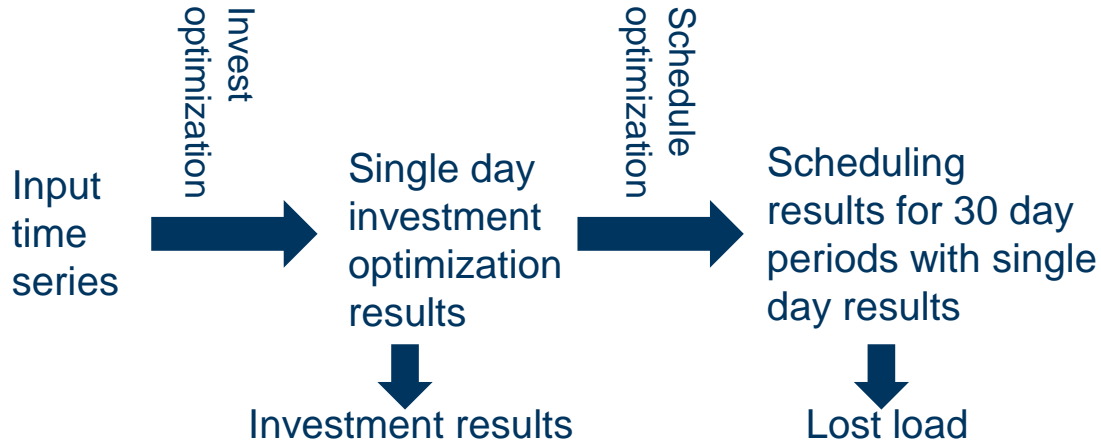 Invest
optimization
Schedule
optimization
Input
time
series
Single day
investment
optimization
results
Scheduling
results for 30 day
periods with single
day results
Investment results
Lost load